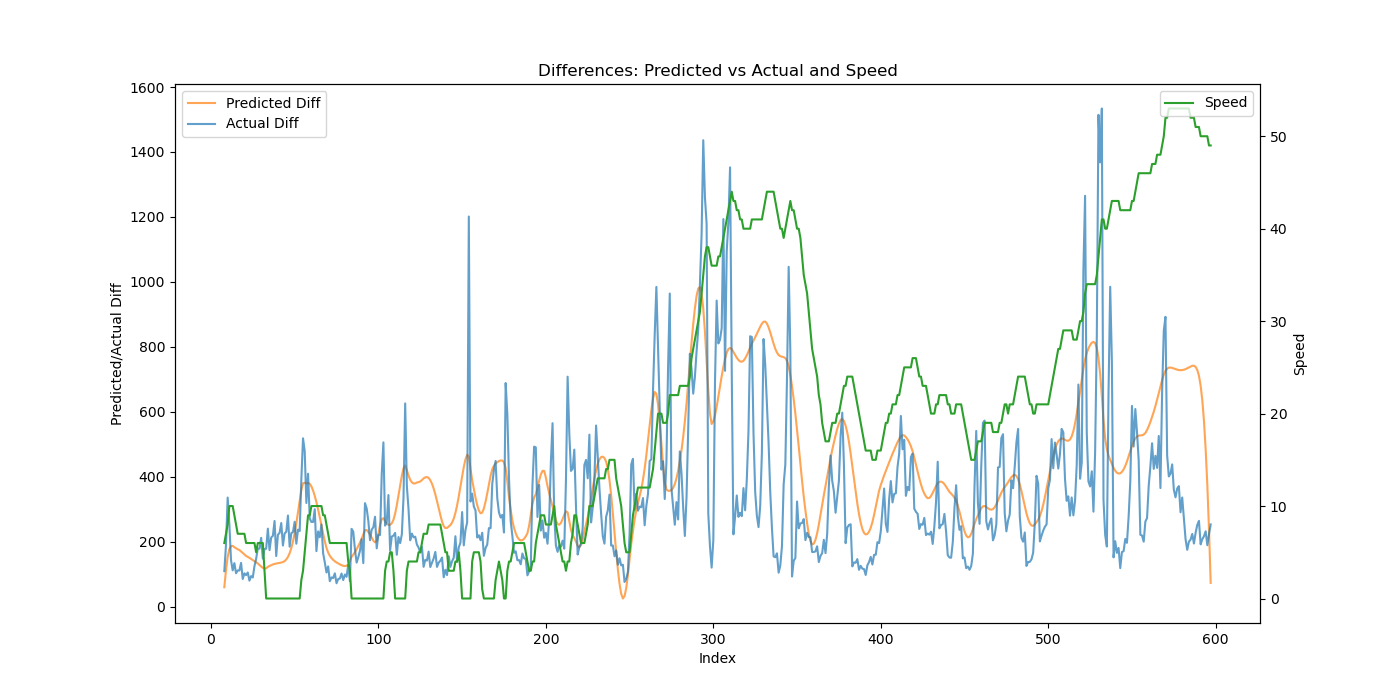 Differences: Predicted vs Actual and Speed
Predicted Diff
Actual Diff
Speed
1600
1400
1200
1000
800
600
400
200
0
Predicted/Actual Diff
50
40
30
20
10
0
Speed
0 100 200 300 400 500 600
Index